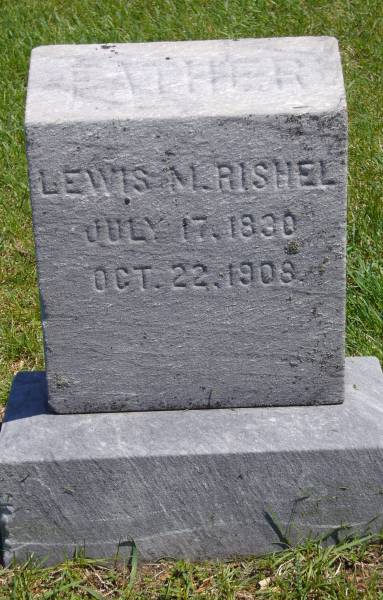 FATHER
LEWIS M. RISHEL
JULY 17, 1830
OCT. 22, 1908.